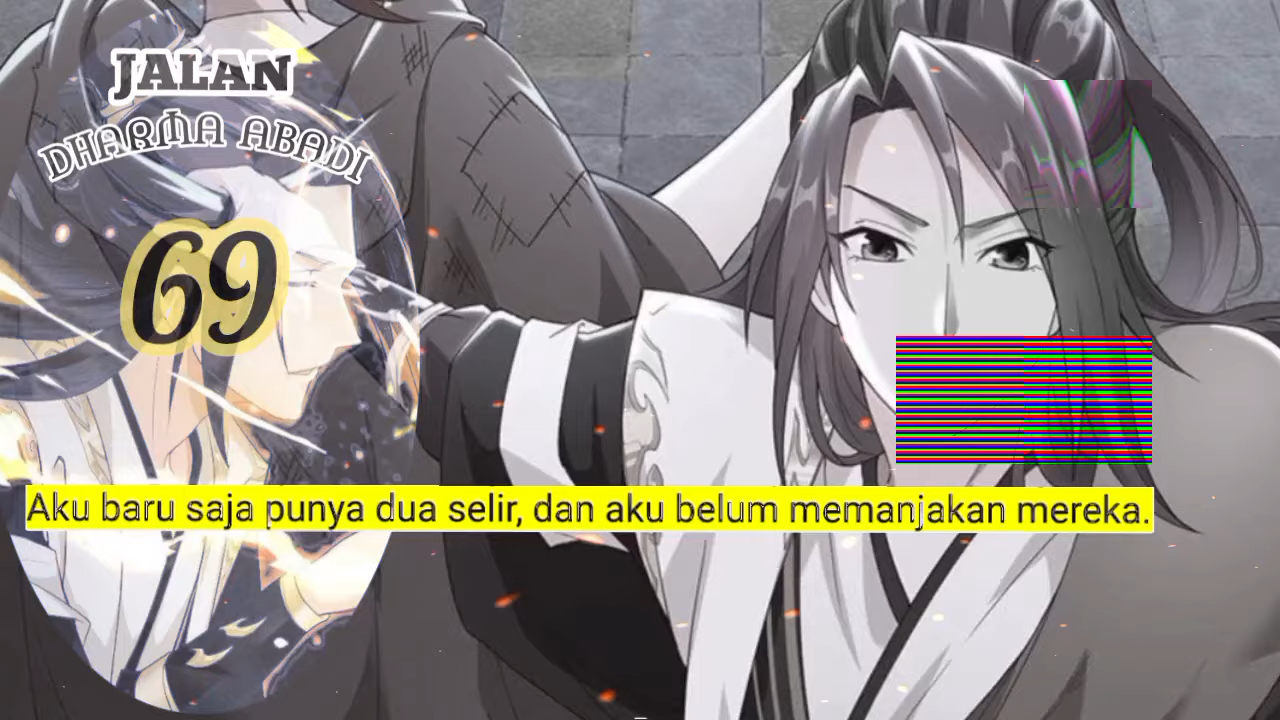 JALAN
DHARMA ABADI
69
Aku baru saja punya dua selir, dan aku belum memanjakan mereka.